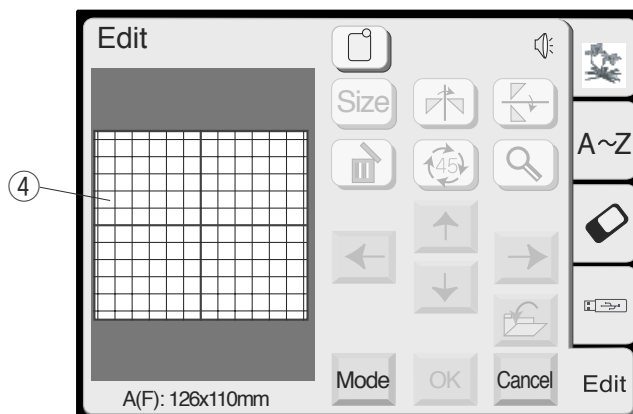 Edit
Size
A~Z
45
④
Mode
OK
Cancel
Edit
A(F): 126x110mm